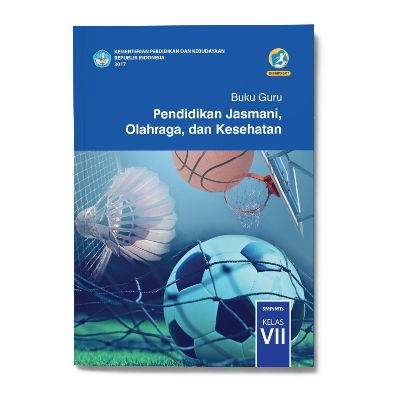 KEMENTERIAN PENDIDIKAN DAN KEBUDAYAAN
REPUBLIK INDONESIA
2017
Buku Guru
Pendidikan Jasmani,
Olahraga, dan Kesehatan
SMP/MTs
KELAS
VII